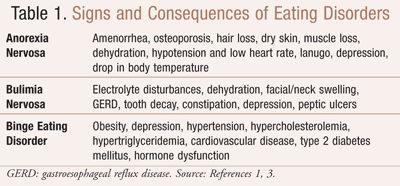 Table 1. Signs and Consequences of Eating Disorders
Anorexia Amenorrhea, osteoporosis, hair loss, dry skin, muscle loss,
Nervosa dehydration, hypotension and low heart rate, lanugo, depression,
drop in body temperature
Bulimia Electrolyte disturbances, dehydration, facial/neck swelling,
Nervosa GERD, tooth decay, constipation, depression, peptic ulcers
Binge Eating Obesity, depression, hypertension, hypercholesterolemia,
Disorder hypertriglyceridemia, cardiovascular disease, type 2 diabetes
mellitus, hormone dysfunction
GERD: gastroesophageal reflux disease. Source: References 1, 3.